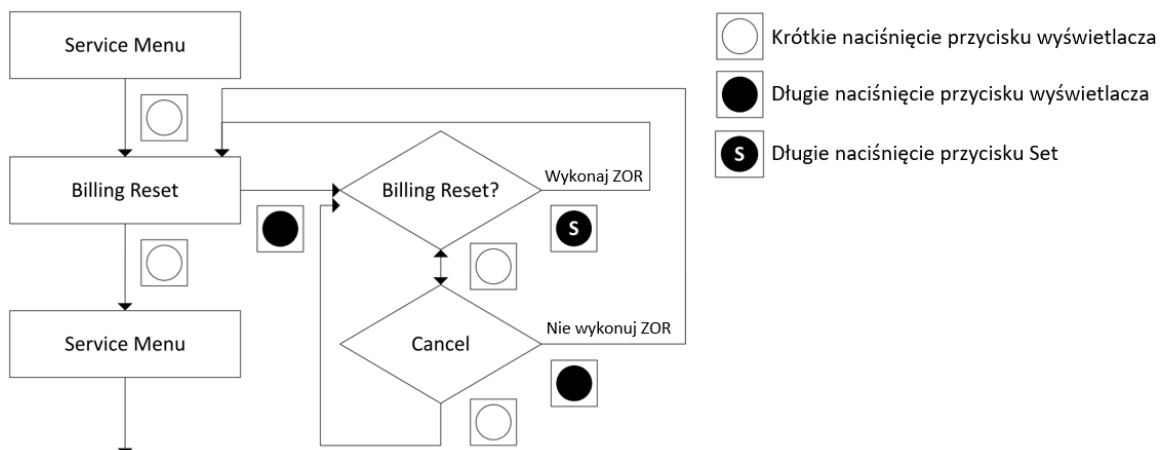 Service Menu
Billing Reset
Service Menu
Billing Reset?
Wykonaj ZOR
S
Cancel
Nie wykonuj ZOR
Krótkie naciśnięcie przycisku wyświetlacza
Długie naciśnięcie przycisku wyświetlacza
S Długie naciśnięcie przycisku Set